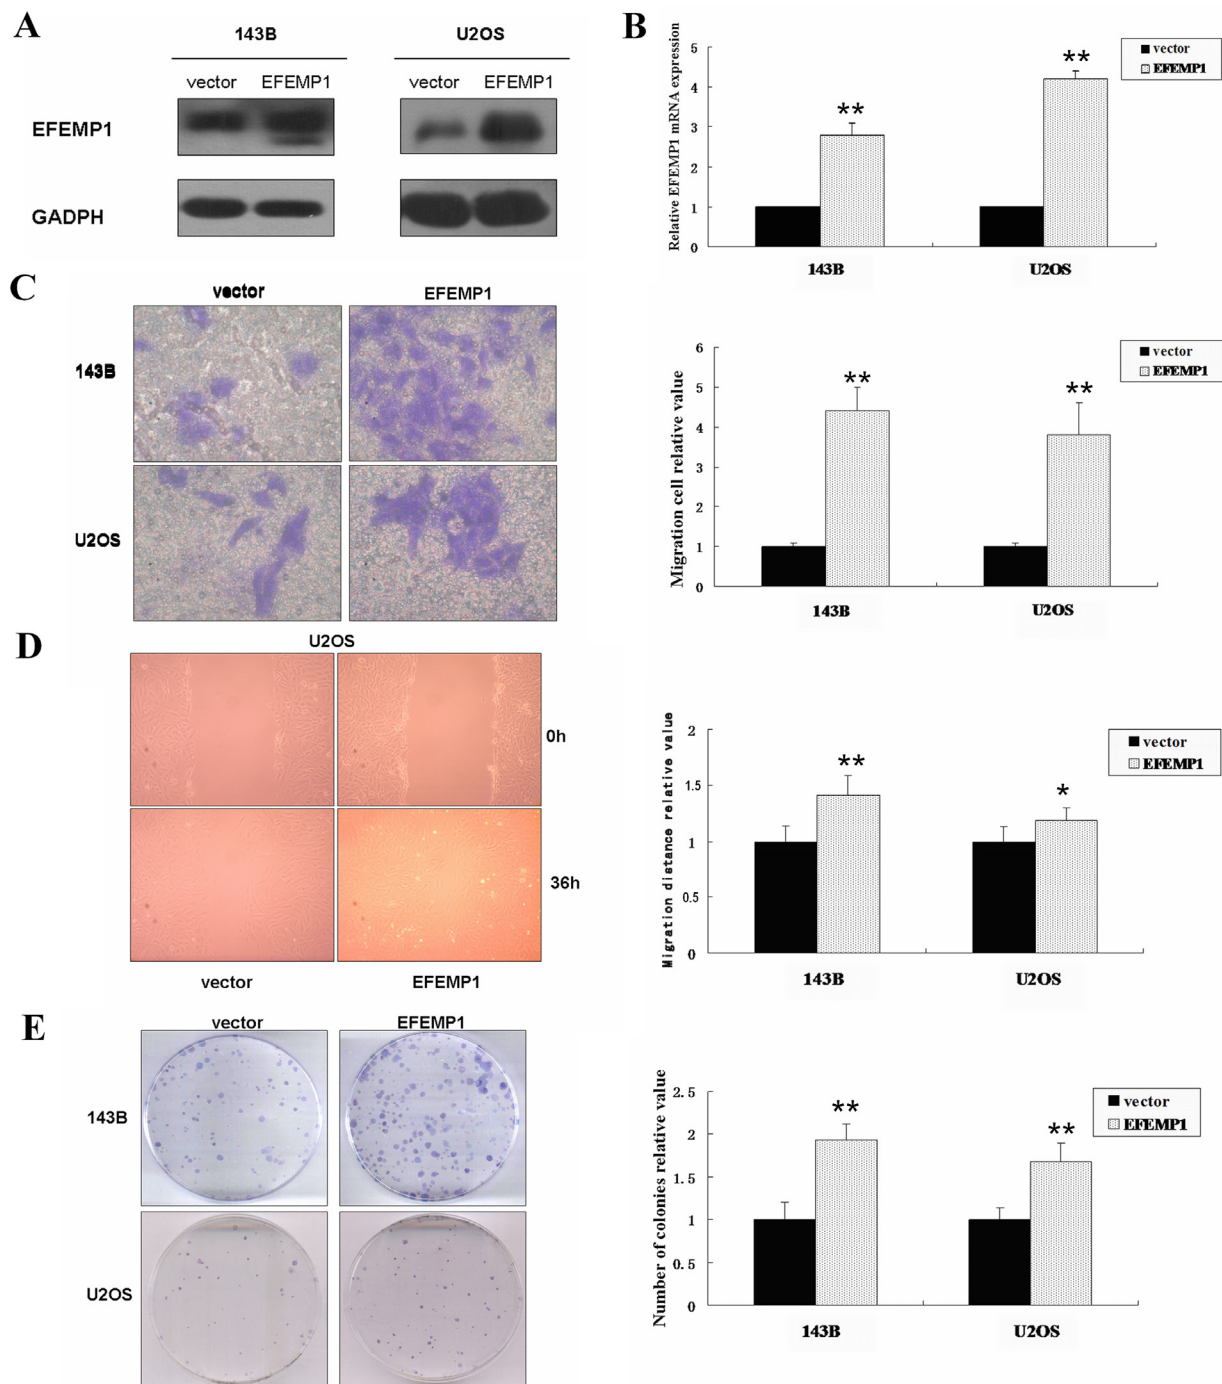 A
143B
U2OS
vector
EFEMP1
vector
EFEMP1
EFEMP1
GADPH
B
Relative EFEMP1 mRNA expression
5
4
3
2
1
0
**
**
143B
U2OS
vector
EFEMP1
C
vector
EFEMP1
143B
U2OS
Migration cell relative value
6
5
4
3
2
1
0
**
**
143B
U2OS
vector
EFEMP1
D
U2OS
0h
36h
vector
EFEMP1
Migration distance relative value
2
1.5
1
0.5
0
**
*
143B
U2OS
vector
EFEMP1
E
vector
EFEMP1
143B
U2OS
Number of colonies relative value
2.5
2
1.5
1
0.5
0
**
**
143B
U2OS
vector
EFEMP1